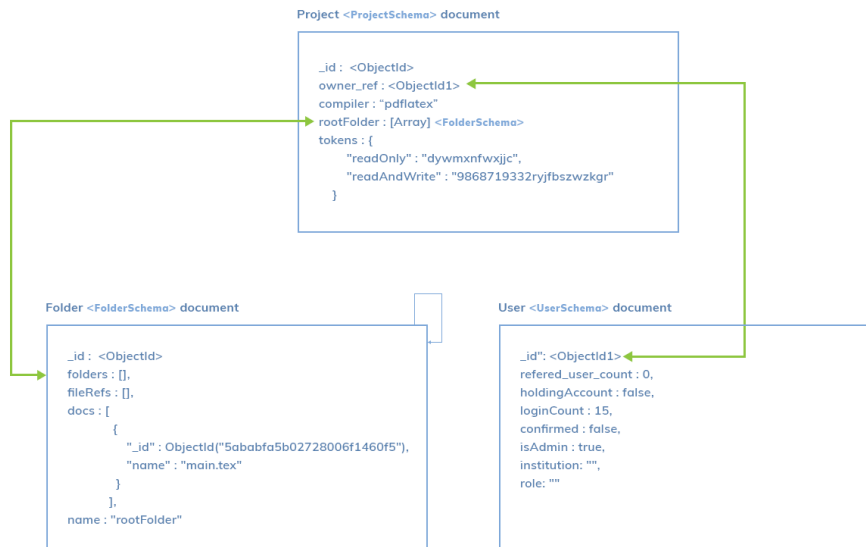 Project <ProjectSchema> document
_id : <ObjectId>
owner_ref : <ObjectId1>
compiler : “pdflatex”
rootFolder : [Array] <FolderSchema>
tokens : {
"readOnly" : "dywmxnfwxjjc",
"readAndWrite" : "9868719332ryjfbszwzkgr"
}
Folder <FolderSchema> document
_id : <ObjectId>
folders : [],
fileRefs : [],
docs : [
{
"_id" : ObjectId("5ababfa5b02728006f1460f5"),
"name" : "main.tex"
}
],
name : "rootFolder"
User <UserSchema> document
_id": <ObjectId1>
refered_user_count : 0,
holdingAccount : false,
loginCount : 15,
confirmed : false,
isAdmin : true,
institution: "",
role: ""